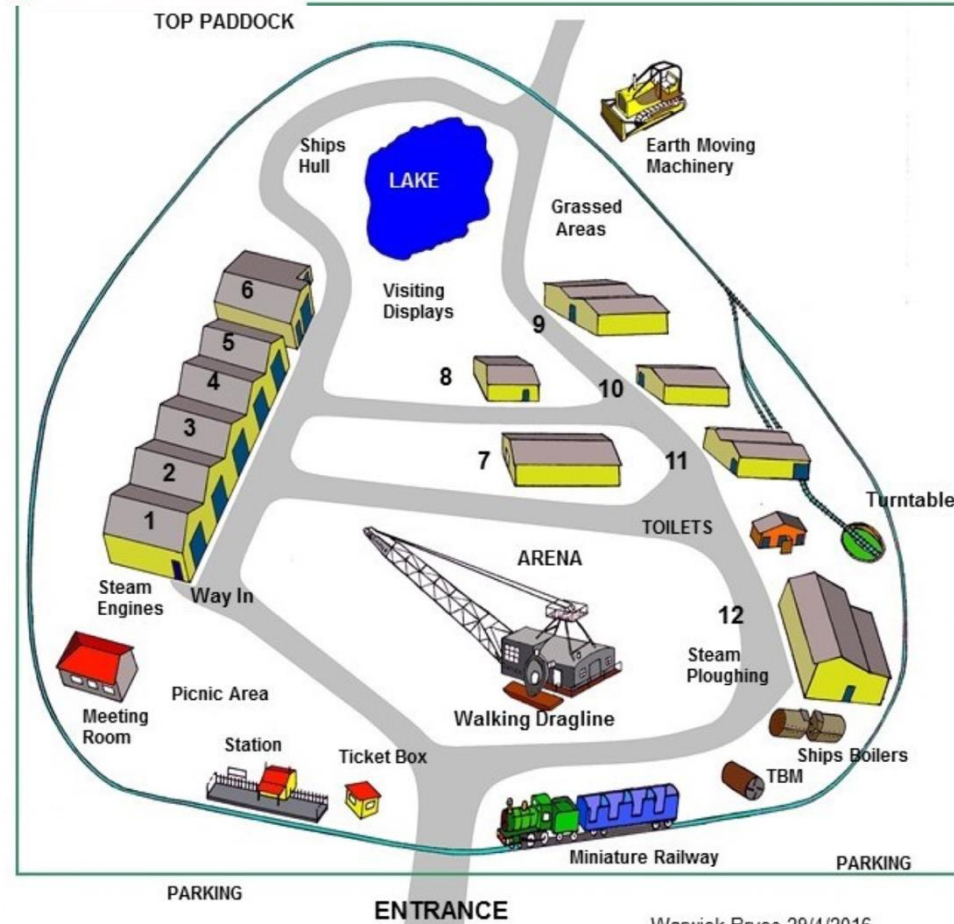 TOP PADDOCK
Earth Moving
Machinery
Ships
Hull
LAKE
Grassed
Areas
Visiting
Displays
6
9
5
8
10
4
3
7
11
2
Turntable
1
TOILETS
ARENA
Steam
Engines
Way In
12
Steam
Ploughing
Picnic Area
Meeting
Room
Walking Dragline
Station
Ticket Box
Ships Boilers
TBM
Miniature Railway
PARKING
PARKING
ENTRANCE